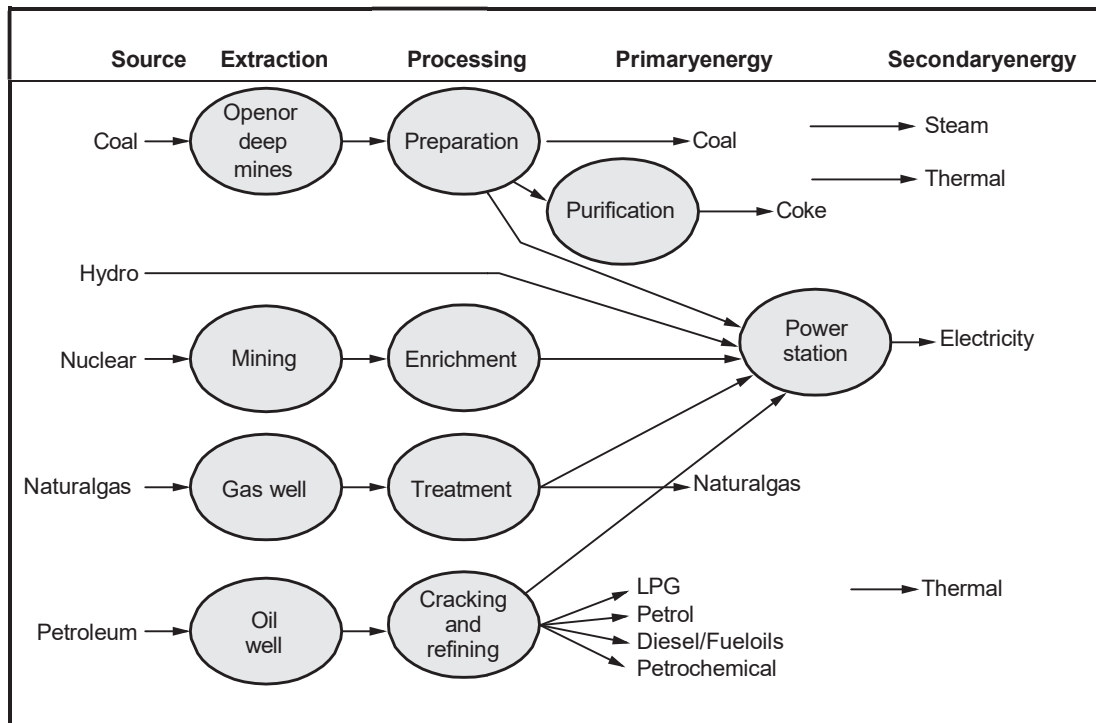 Source Extraction Processing Primaryenergy Secondaryenergy
Coal
Openor
deep
mines
Preparation
Coal
Steam
Thermal
Purification
Coke
Hydro
Power
station
Electricity
Nuclear
Mining
Enrichment
Naturalgas
Gas well
Treatment
Naturalgas
Petroleum
Oil
well
Cracking
and
refining
LPG
Petrol
Diesel/Fueloils
Petrochemical
Thermal